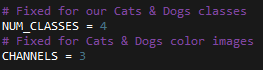 # Fixed for our Cats & Dogs classes
NUM_CLASSES = 4
# Fixed for Cats & Dogs color images
CHANNELS = 3